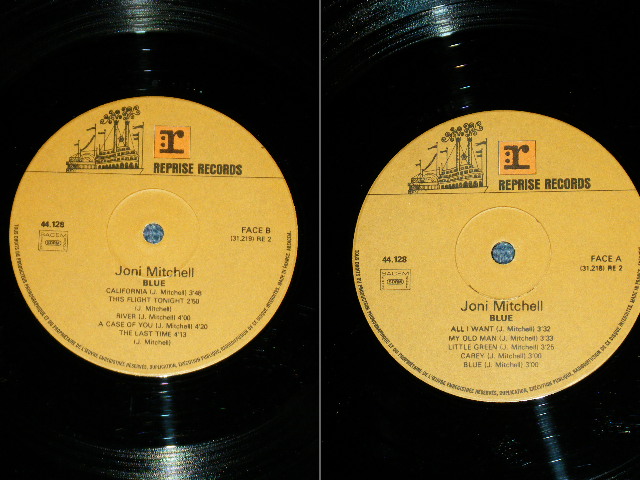 r
REPRISE RECORDS
44.128
SACEM
FACE B
(31,219) RE 2
Joni Mitchell
BLUE
CALIFORNIA (J. Mitchell) 3'48
THIS FLIGHT TONIGHT 2'50
(J. Mitchell)
RIVER (J. Mitchell) 4'00
A CASE OF YOU (J. Mitchell) 4'20
THE LAST TIME 4'13
(J. Mitchell)
r
REPRISE RECORDS
44.128
SACEM
FACE A
(31,218) RE 2
Joni Mitchell
BLUE
ALL I WANT (J. Mitchell) 3'32
MY OLD MAN (J. Mitchell) 3'33
LITTLE GREEN (J. Mitchell) 3'25
CAREY (J. Mitchell) 3'00
BLUE (J. Mitchell) 3'00